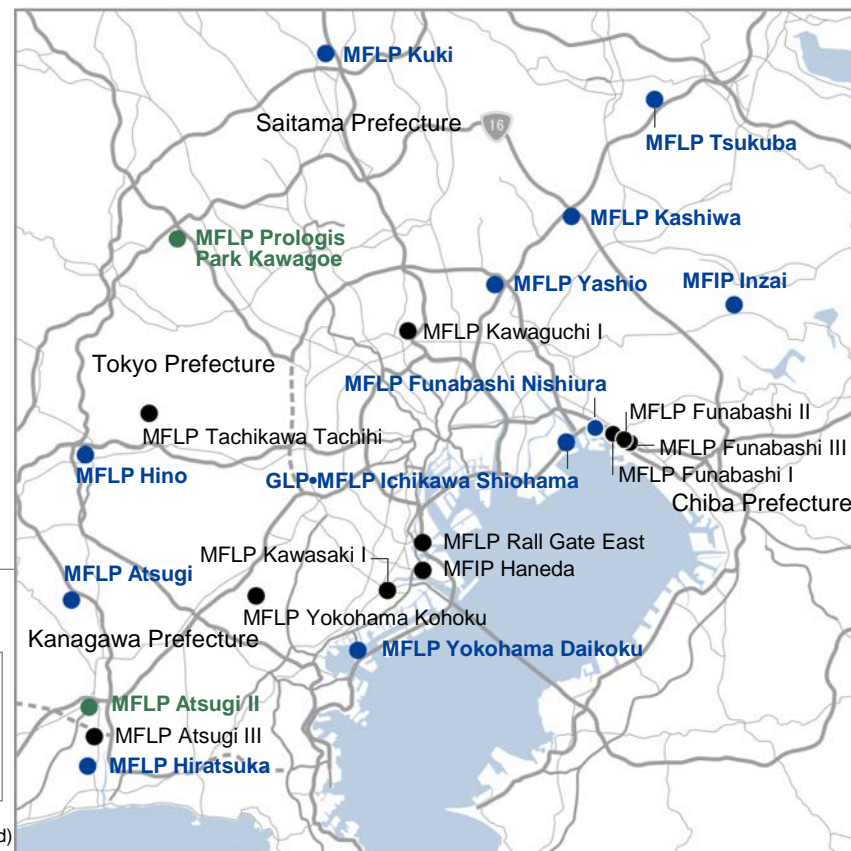 MFLP Kuki
Saitama Prefecture
16
MFLP Tsukuba
MFLP Kashiwa
MFLP Prologis
Park Kawagoe
MFIP Inzai
MFLP Yashio
MFLP Kawaguchi I
Tokyo Prefecture
MFLP Funabashi Nishiura
MFLP Funabashi II
MFLP Tachikawa Tachihi
MFLP Funabashi III
MFLP Hino
GLP•MFLP Ichikawa Shiohama
MFLP Funabashi I
Chiba Prefecture
MFLP Rall Gate East
MFLP Kawasaki I
MFIP Haneda
MFLP Atsugi
MFLP Yokohama Kohoku
Kanagawa Prefecture
MFLP Yokohama Daikoku
MFLP Atsugi II
MFLP Atsugi III
MFLP Hiratsuka
d)